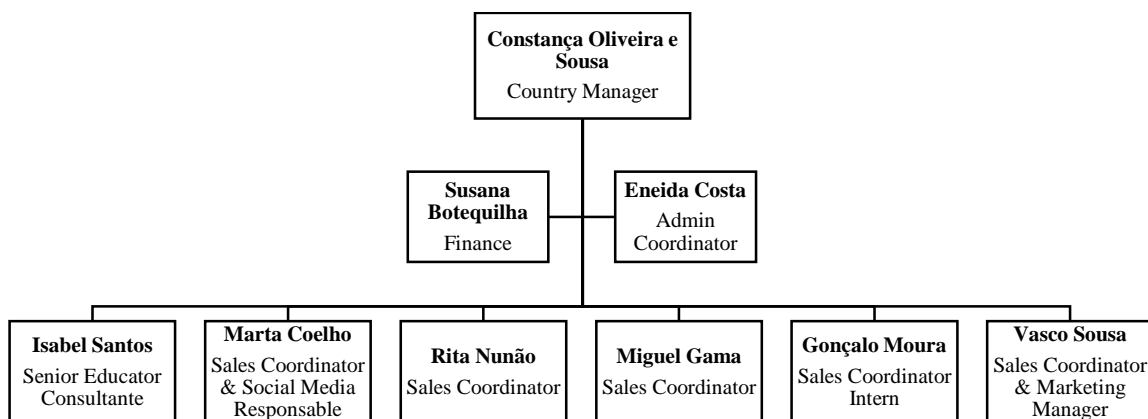 Constança Oliveira e
Sousa
Country Manager
Susana
Botequilha
Finance
Eneida Costa
Admin
Coordinator
Isabel Santos
Senior Educator
Consultante
Marta Coelho
Sales Coordinator
& Social Media
Responsable
Rita Nunão
Sales Coordinator
Miguel Gama
Sales Coordinator
Gonçalo Moura
Sales Coordinator
Intern
Vasco Sousa
Sales Coordinator
& Marketing
Manager